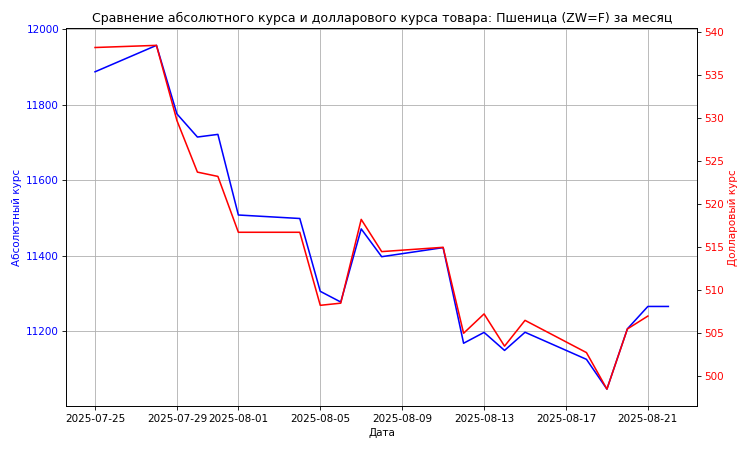 Сравнение абсолютного курса и долларового курса товара: Пшеница (ZW=F) за месяц
12000
11800
11600
11400
11200
Абсолютный курс
540
535
530
525
520
515
510
505
500
Долларовый курс
2025-07-25 2025-07-29 2025-08-01 2025-08-05 2025-08-09 2025-08-13 2025-08-17 2025-08-21
Дата